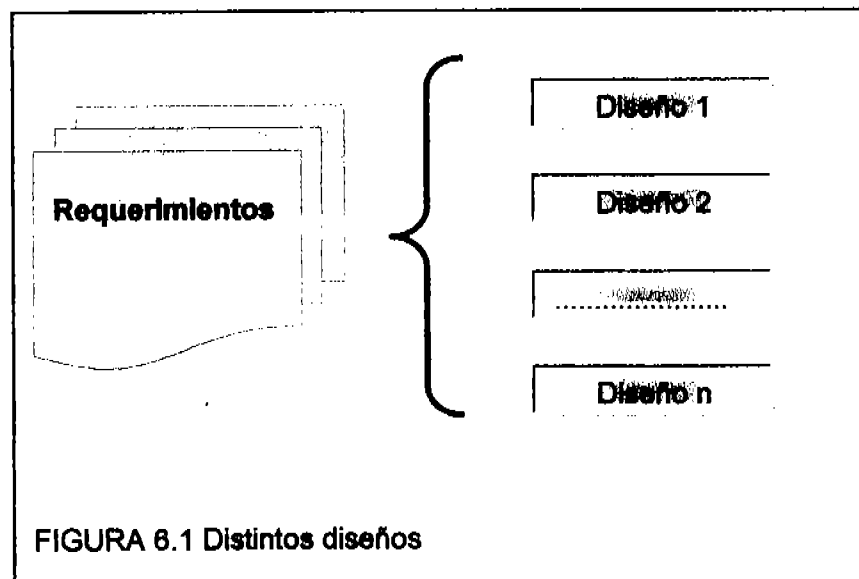 Requerimientos
Diseño 1
Diseño 2
....................
Diseño n
FIGURA 6.1 Distintos diseños